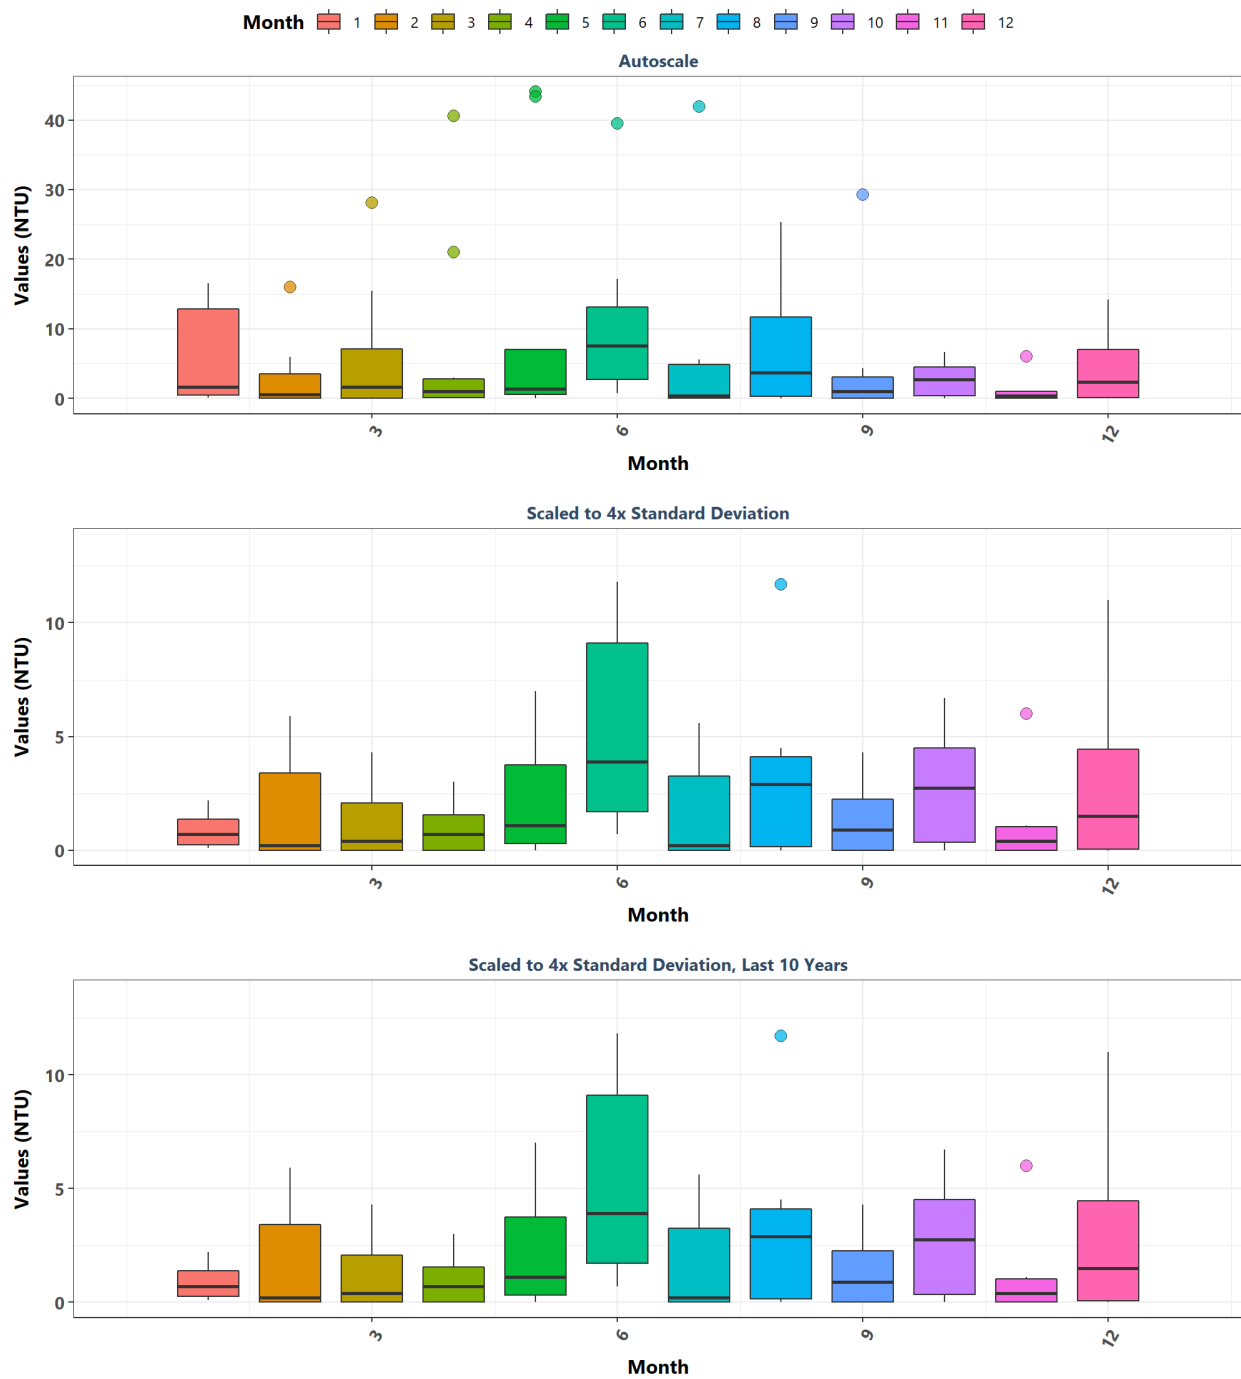 Month 1 2 3 4 5 6 7 8 9 10 11 12
Autoscale
Values (NTU)
40
30
20
10
0
3 6 9 12
Month
Scaled to 4x Standard Deviation
Values (NTU)
10
5
0
3 6 9 12
Month
Scaled to 4x Standard Deviation, Last 10 Years
Values (NTU)
10
5
0
3 6 9 12
Month